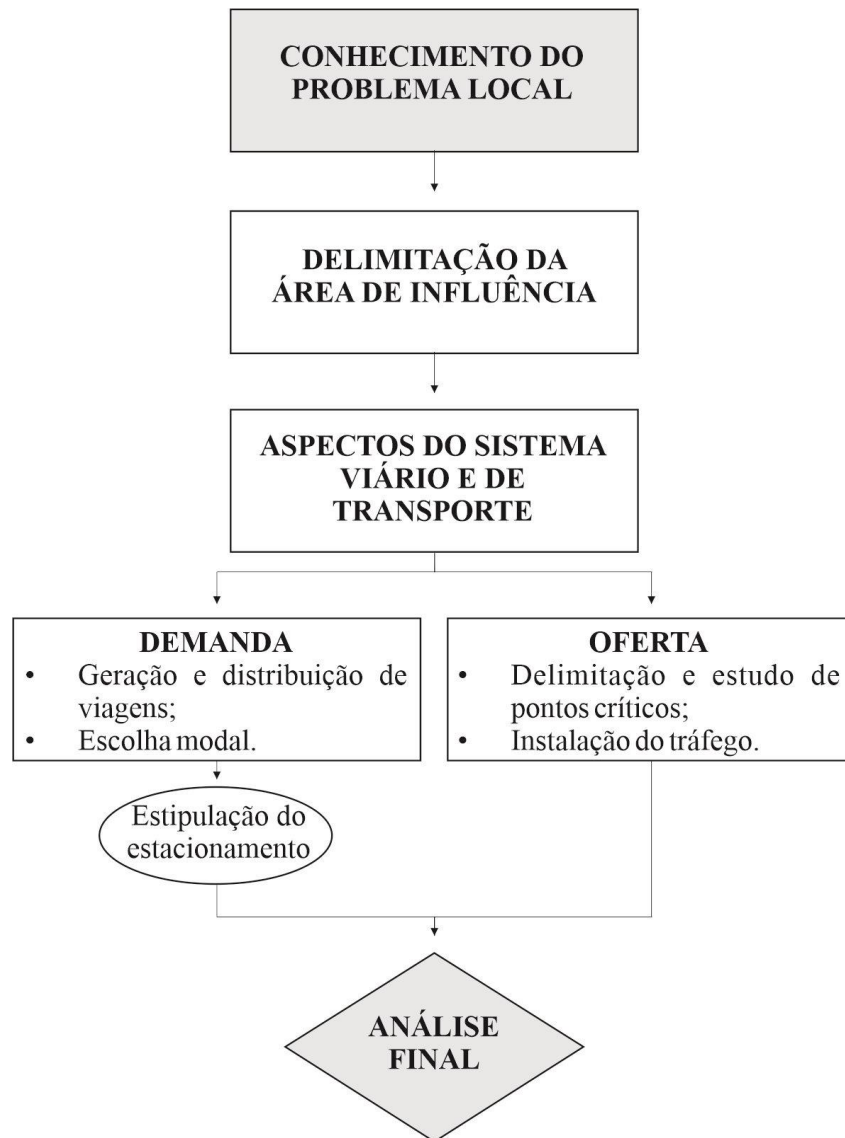 CONHECIMENTO DO
PROBLEMA LOCAL
DELIMITAÇÃO DA
ÁREA DE INFLUÊNCIA
ASPECTOS DO SISTEMA
VIÁRIO E DE
TRANSPORTE
DEMANDA
• Geração e distribuição de
viagens;
• Escolha modal.
OFERTA
• Delimitação e estudo de
pontos críticos;
• Instalação do tráfego.
Estipulação do
estacionamento
ANÁLISE
FINAL